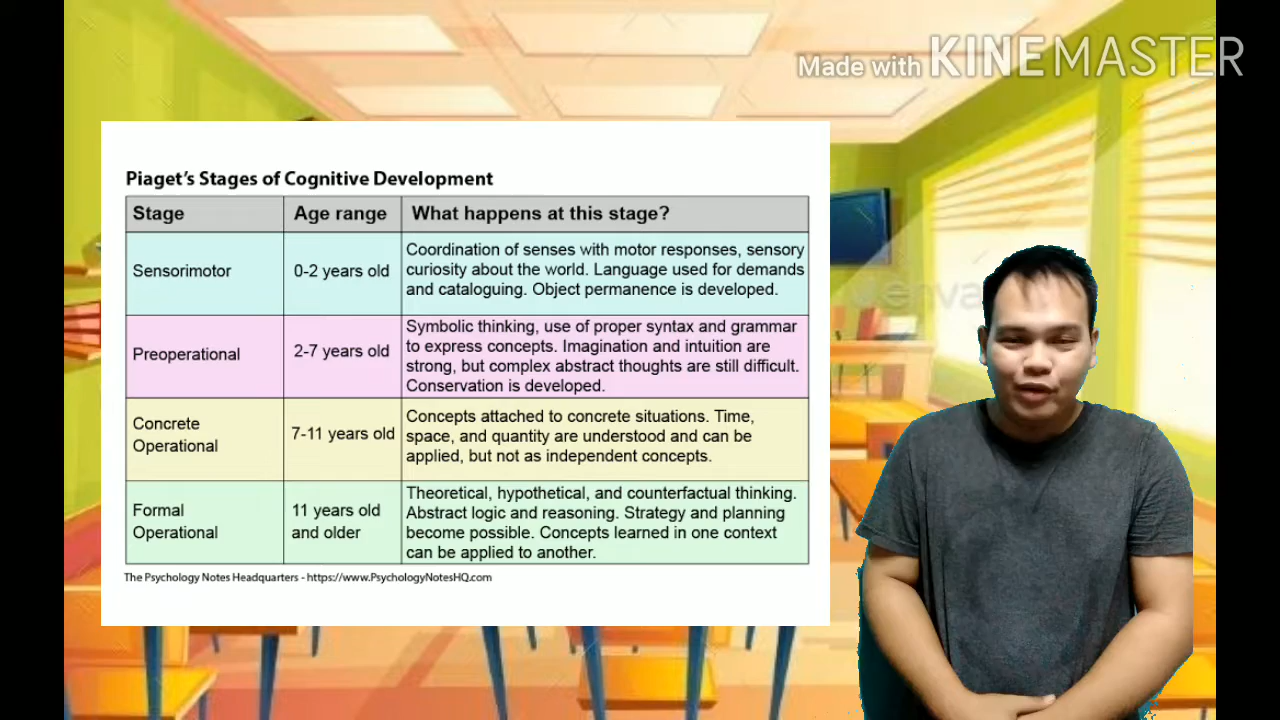 Made with KINEMASTER
Piaget's Stages of Cognitive Development
Stage Age range What happens at this stage?
Sensorimotor 0-2 years old Coordination of senses with motor responses, sensory
curiosity about the world. Language used for demands
and cataloguing. Object permanence is developed.
Preoperational 2-7 years old Symbolic thinking, use of proper syntax and grammar
to express concepts. Imagination and intuition are
strong, but complex abstract thoughts are still difficult.
Conservation is developed.
Concrete
Operational
7-11 years old
Concepts attached to concrete situations. Time,
space, and quantity are understood and can be
applied, but not as independent concepts.
Formal
Operational
11 years old
and older
Theoretical, hypothetical, and counterfactual thinking.
Abstract logic and reasoning. Strategy and planning
become possible. Concepts learned in one context
can be applied to another.
The Psychology Notes Headquarters - https://www.PsychologyNotesHQ.com